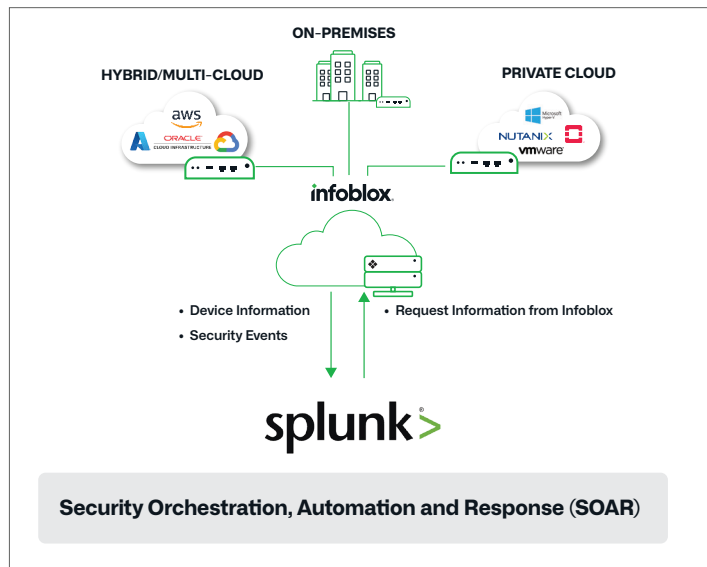 ON-PREMISES
HYBRID/MULTI-CLOUD
PRIVATE CLOUD
aws
ORACLE
CLOUD INFRASTRUCTURE
Microsoft
Hyper-V
NUTANIX
vmware
infoblox®
• Device Information
• Security Events
• Request Information from Infoblox
splunk>®
Security Orchestration, Automation and Response (SOAR)